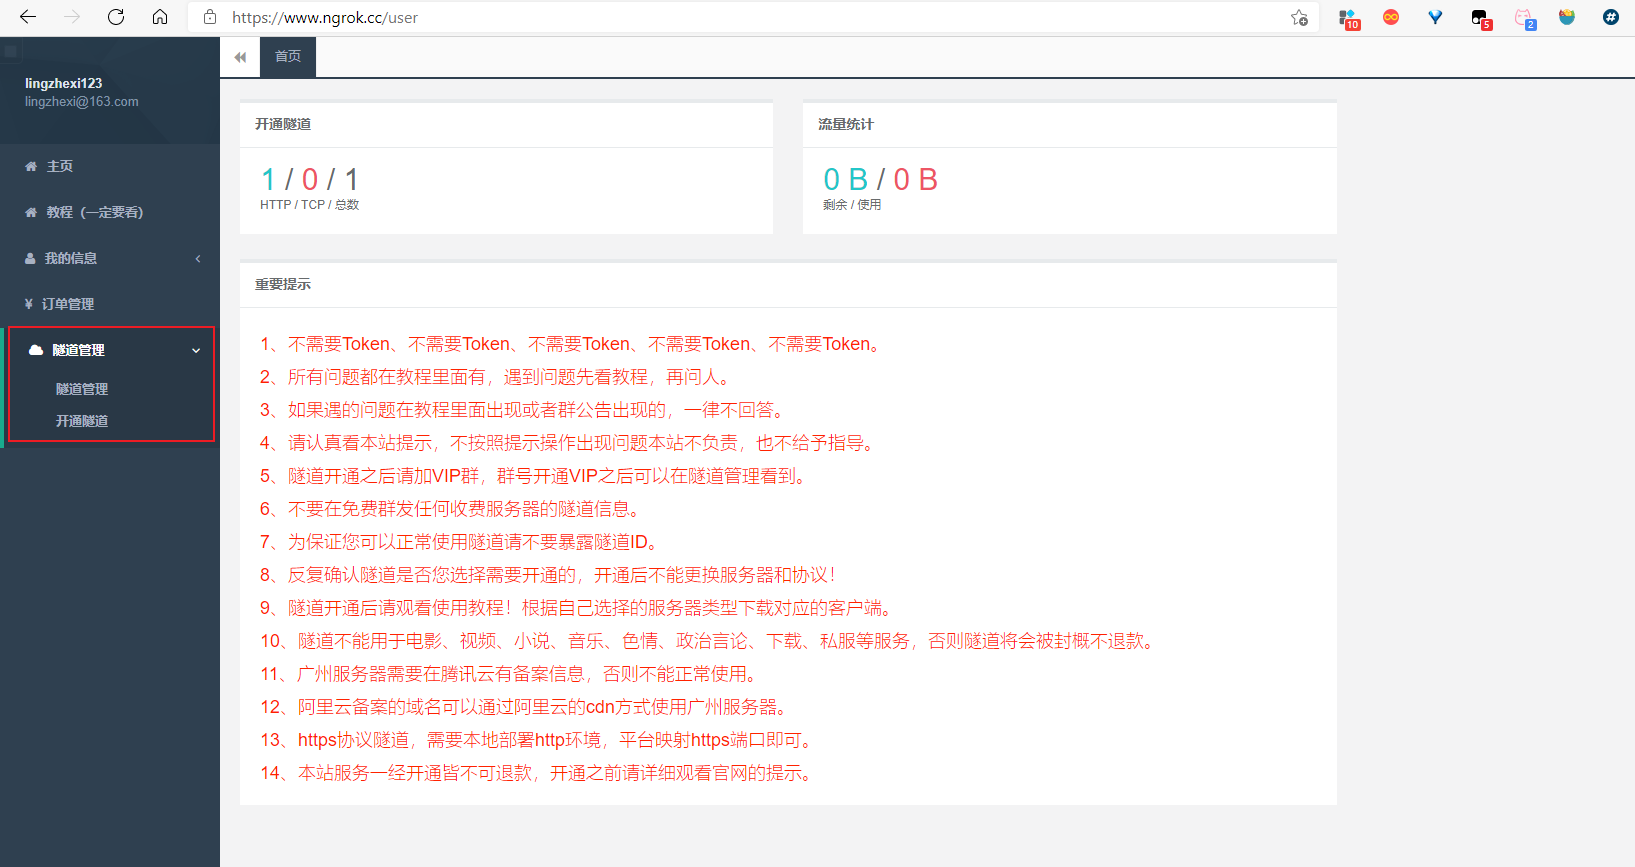 https://www.ngrok.cc/user
10
5
2
lingzhexi123
lingzhexi@163.com
主页
教程（一定要看）
我的信息
¥ 订单管理
隧道管理
隧道管理
开通隧道
首页
开通隧道
1 / 0 / 1
HTTP / TCP / 总数
流量统计
0 B / 0 B
剩余 / 使用
重要提示
1、不需要Token、不需要Token、不需要Token、不需要Token、不需要Token。
2、所有问题都在教程里面有，遇到问题先看教程，再问人。
3、如果遇的问题在教程里面出现或者群公告出现的，一律不回答。
4、请认真看本站提示，不按照提示操作出现问题本站不负责，也不给予指导。
5、隧道开通之后请加VIP群，群号开通VIP之后可以在隧道管理看到。
6、不要在免费群发任何收费服务器的隧道信息。
7、为保证您可以正常使用隧道请不要暴露隧道ID。
8、反复确认隧道是否您选择需要开通的，开通后不能更换服务器和协议！
9、隧道开通后请观看使用教程！根据自己选择的服务器类型下载对应的客户端。
10、隧道不能用于电影、视频、小说、音乐、色情、政治言论、下载、私服等服务，否则隧道将会被封概不退款。
11、广州服务器需要在腾讯云有备案信息，否则不能正常使用。
12、阿里云备案的域名可以通过阿里云的cdn方式使用广州服务器。
13、https协议隧道，需要本地部署http环境，平台映射https端口即可。
14、本站服务一经开通皆不可退款，开通之前请详细观看官网的提示。